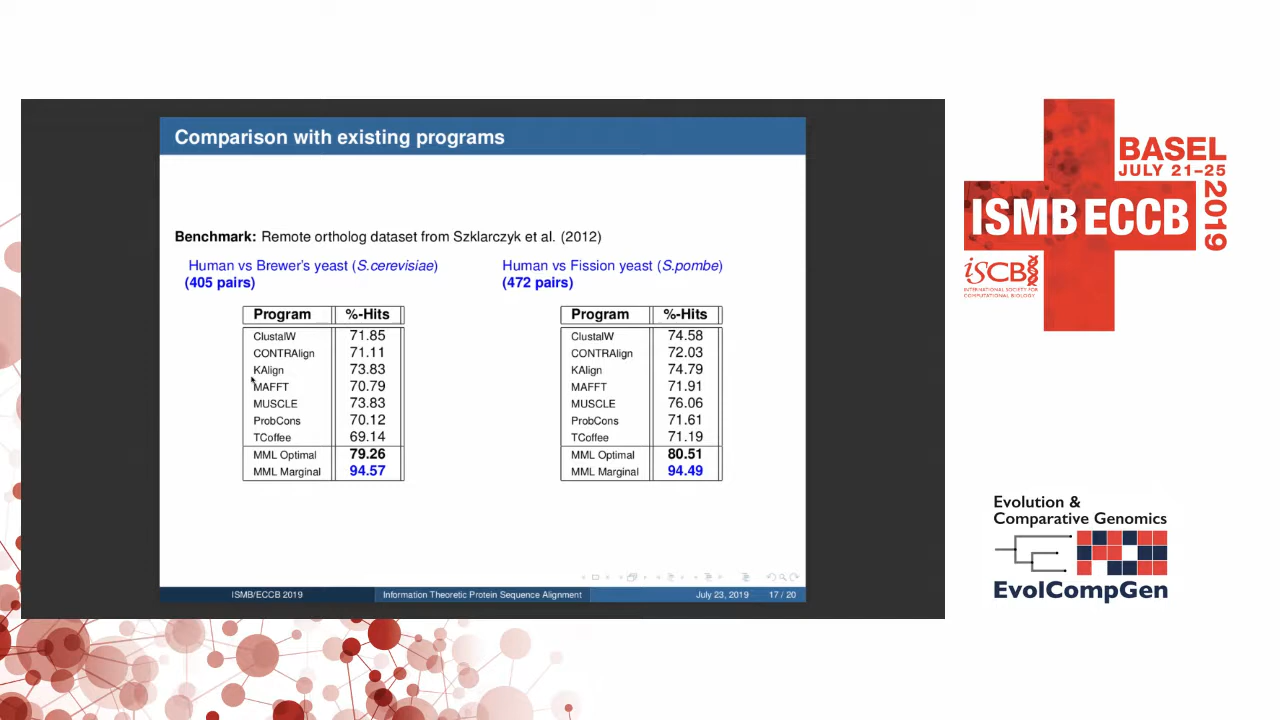 Comparison with existing programs
Benchmark: Remote ortholog dataset from Szklarczyk et al. (2012)
Human vs Brewer's yeast (S.cerevisiae)
(405 pairs)
Program %-Hits
ClustalW 71.85
CONTRAlign 71.11
KAlign 73.83
MAFFT 70.79
MUSCLE 73.83
ProbCons 70.12
TCoffee 69.14
MML Optimal 79.26
MML Marginal 94.57
Human vs Fission yeast (S.pombe)
(472 pairs)
Program %-Hits
ClustalW 74.58
CONTRAlign 72.03
KAlign 74.79
MAFFT 71.91
MUSCLE 76.06
ProbCons 71.61
TCoffee 71.19
MML Optimal 80.51
MML Marginal 94.49
ISMB/ECCB 2019 Information Theoretic Protein Sequence Alignment July 23, 2019 17 / 20
BASEL
JULY 21–25
2019
ISMB ECCB
iSCB
INTERNATIONAL SOCIETY FOR
COMPUTATIONAL BIOLOGY
Evolution &
Comparative Genomics
EvolCompGen